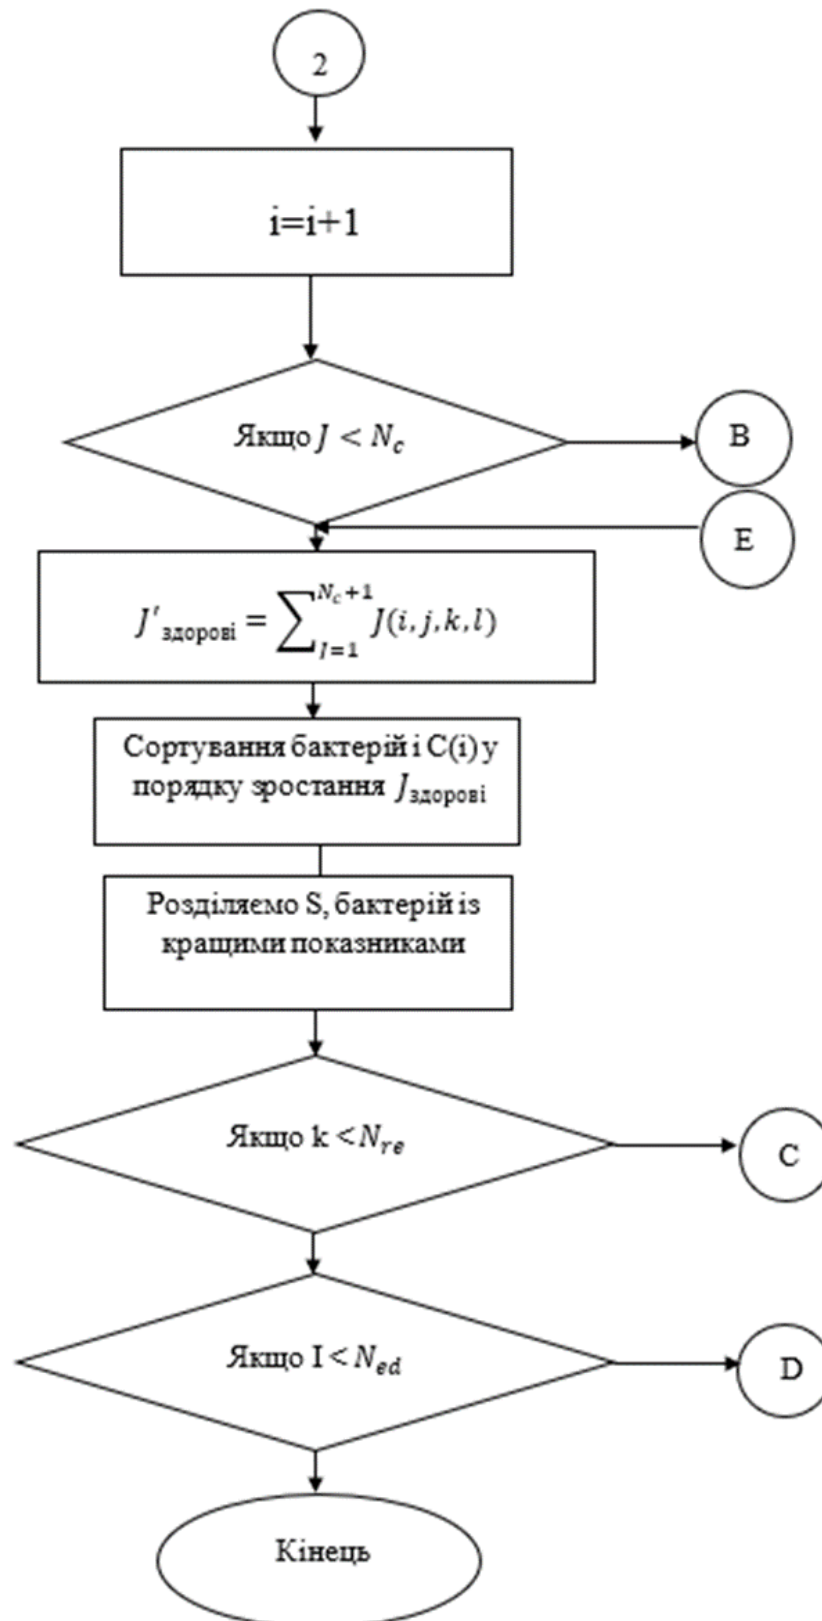 2
i=i+1
Якщо J < N_c
B
E
J'_здорові = ∑_{J=1}^{N_c+1} J(i,j,k,l)
Сортування бактерій і C(i) у
порядку зростання J_здорові
Розділяємо S, бактерій із
кращими показниками
Якщо k < N_re
C
Якщо I < N_ed
D
Кінець